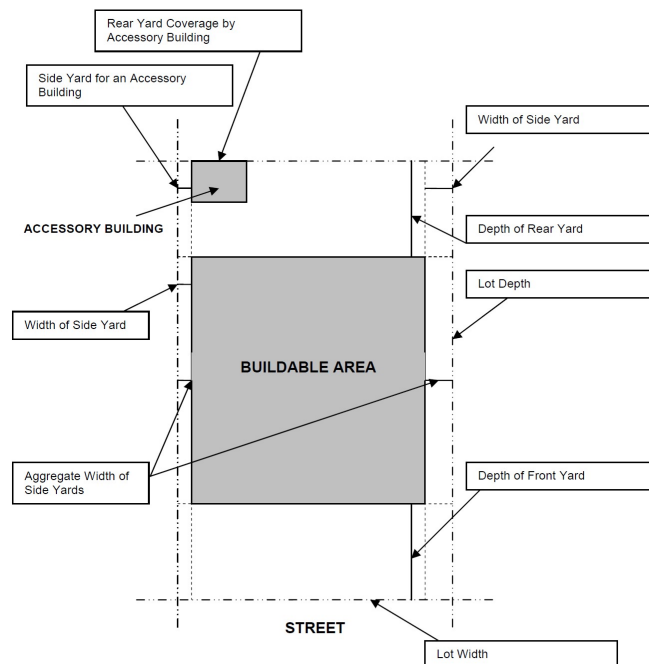 Rear Yard Coverage by
Accessory Building
Side Yard for an Accessory
Building
Width of Side Yard
ACCESSORY BUILDING
Depth of Rear Yard
Lot Depth
Width of Side Yard
BUILDABLE AREA
Aggregate Width of
Side Yards
Depth of Front Yard
STREET
Lot Width